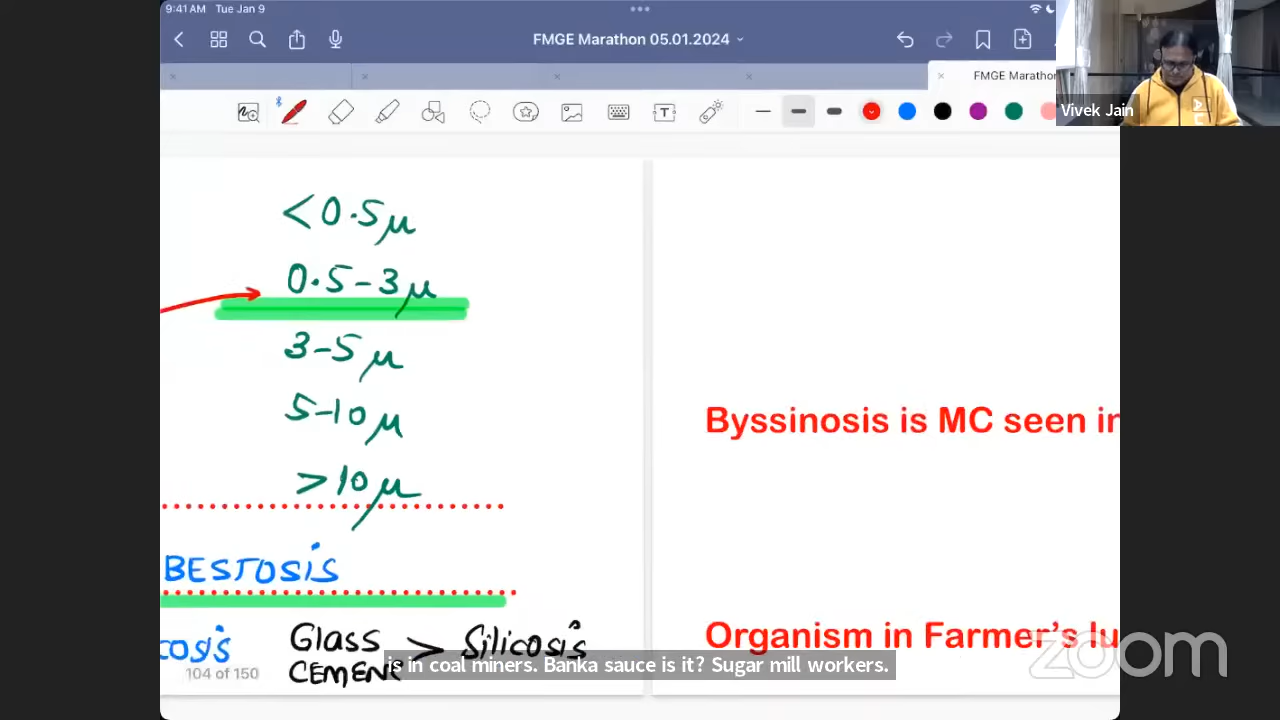 9:41 AM Tue Jan 9
FMGE Marathon 05.01.2024
FMGE Marathon
T
Vivek Jain
<0.5μ
0.5-3μ
3-5μ
5-10μ
>10μ
BESTOSIS
COSIS
GLASS > Silicosis
CEMENT
104 of 150
Byssinosis is MC seen in
Organism in Farmer's lu
is in coal miners. Banka sauce is it? Sugar mill workers.
zoom